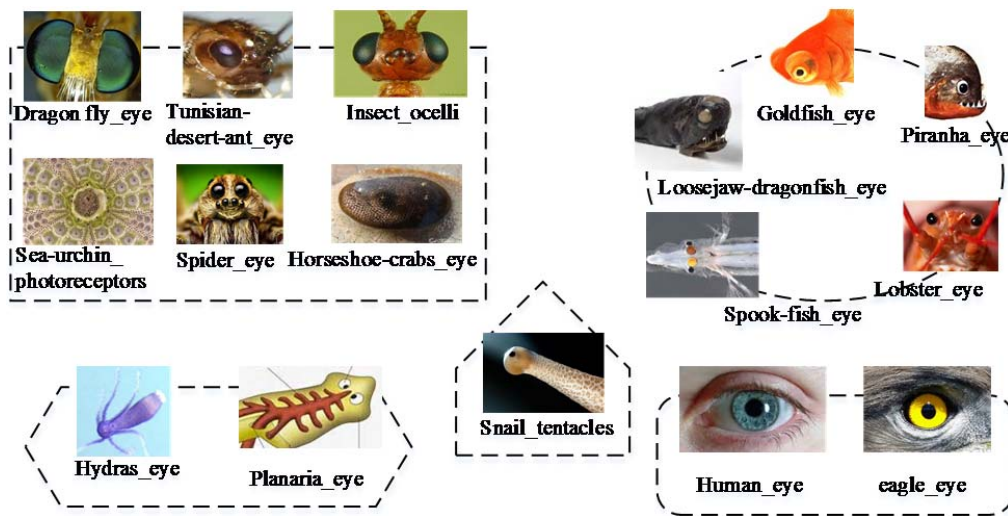 Dragon fly_eye
Tunisian-
desert-ant_eye
Insect_ocelli
Sea-urchin_
photoreceptors
Spider_eye
Horseshoe-crabs_eye
Goldfish_eye
Piranha_eye
Loosejaw-dragonfish_eye
Spook-fish_eye
Lobster_eye
Hydras_eye
Planaria_eye
Snail_tentacles
Human_eye
eagle_eye